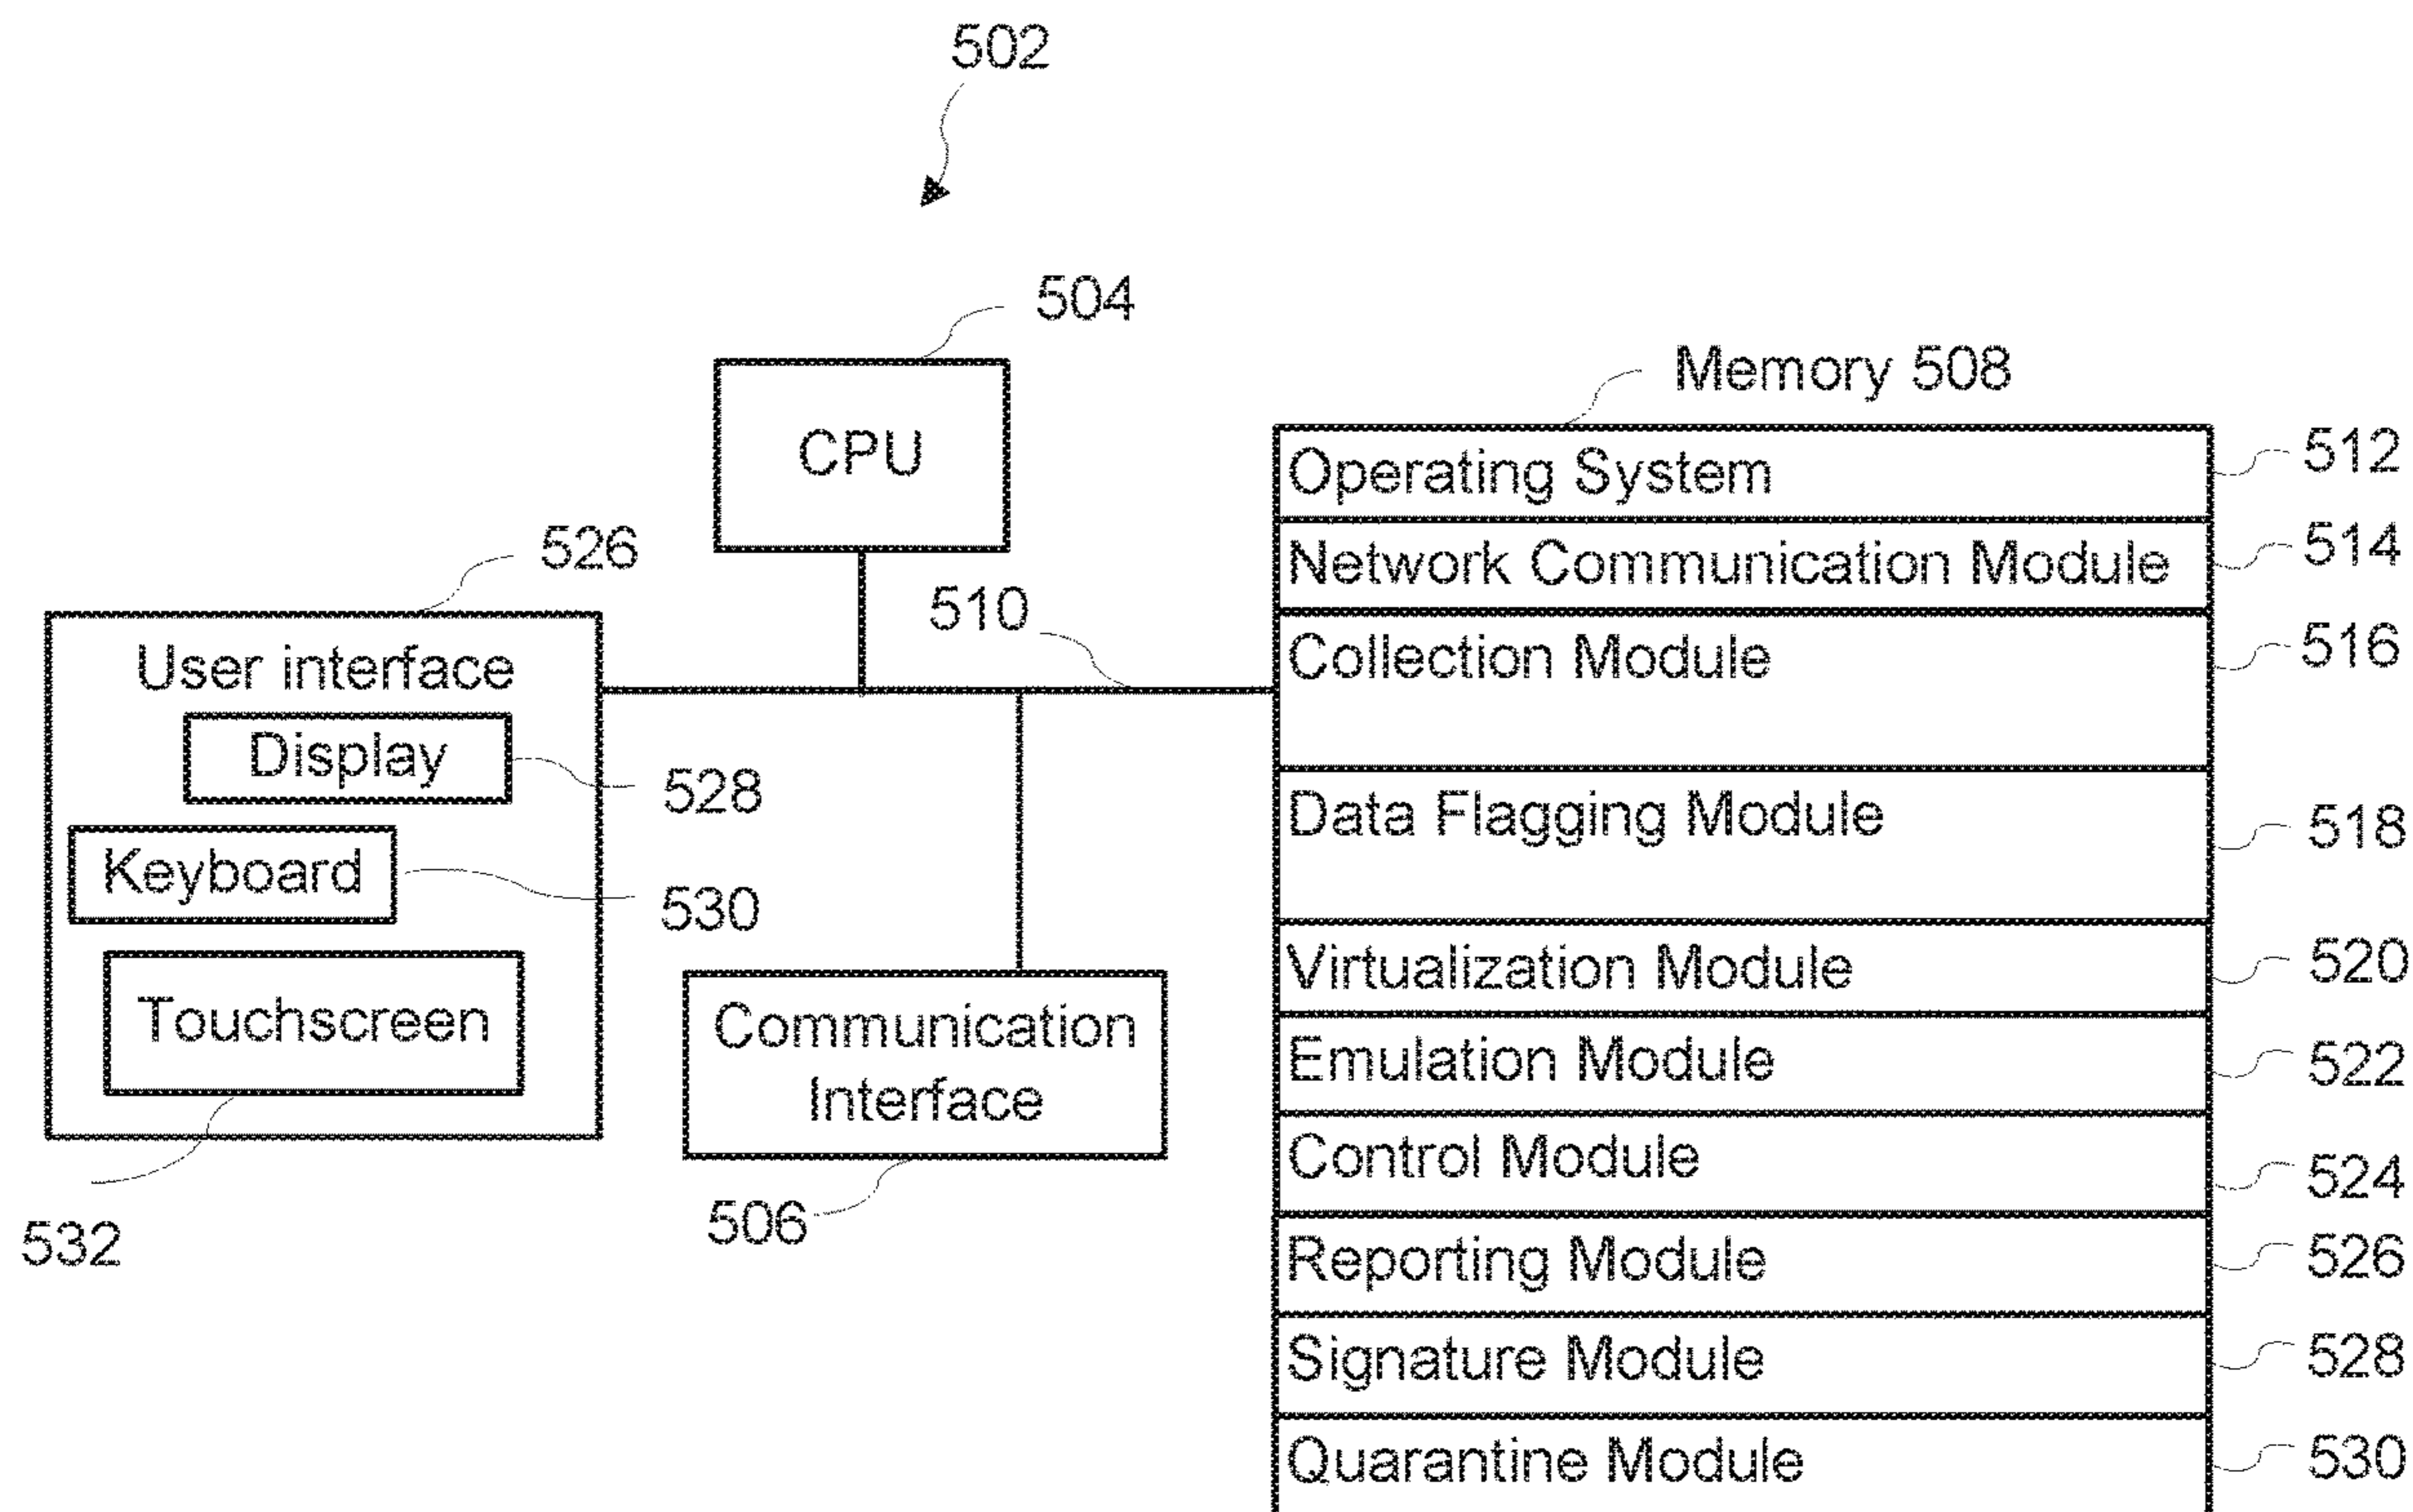 502
504
CPU
Memory 508
Operating System
512
Network Communication Module
514
Collection Module
516
Data Flagging Module
518
Virtualization Module
520
Emulation Module
522
Control Module
524
Reporting Module
526
Signature Module
528
Quarantine Module
530
526
User interface
Display
528
Keyboard
530
Touchscreen
532
510
Communication
Interface
506